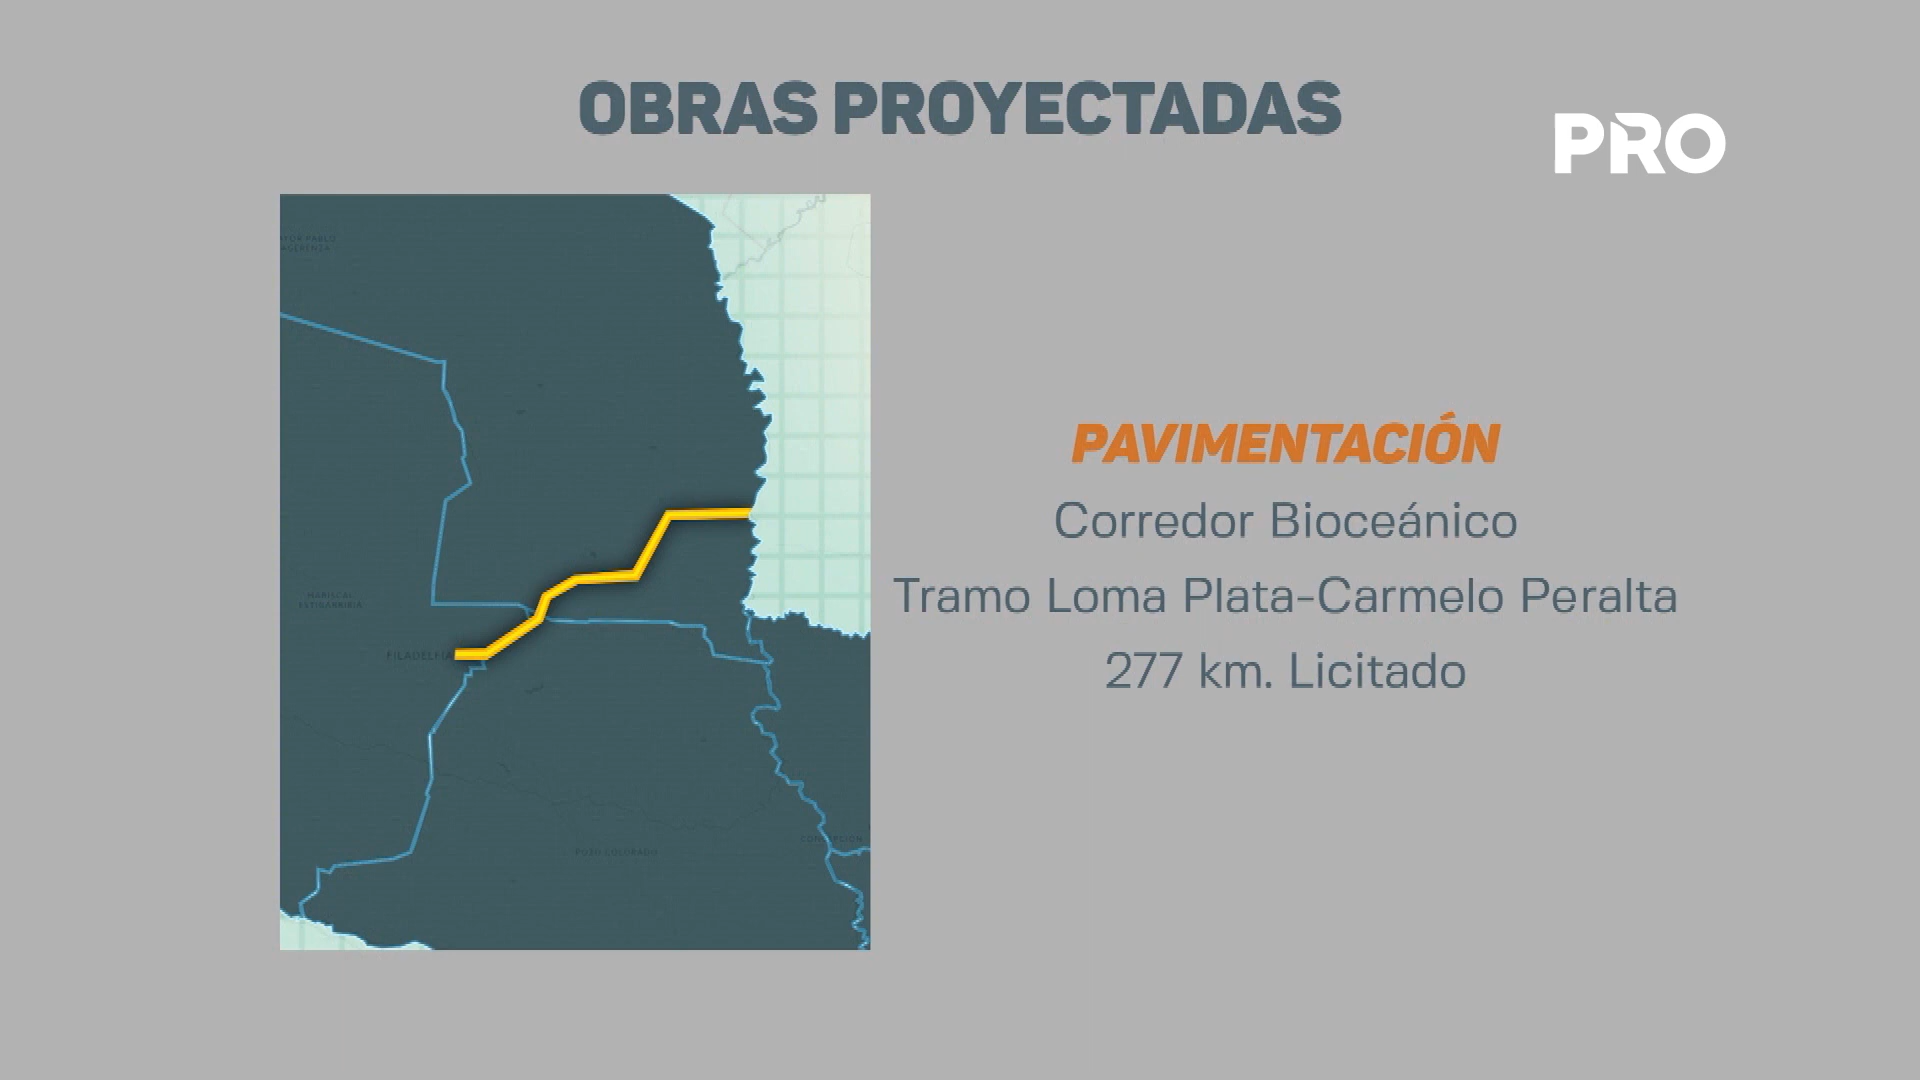 OBRAS PROYECTADAS
PRO
MARISCAL
ESTIGARRIBIA
FILADELFIA
POZO COLORADO
CONCEPCIÓN
PAVIMENTACIÓN
Corredor Bioceánico
Tramo Loma Plata-Carmelo Peralta
277 km. Licitado